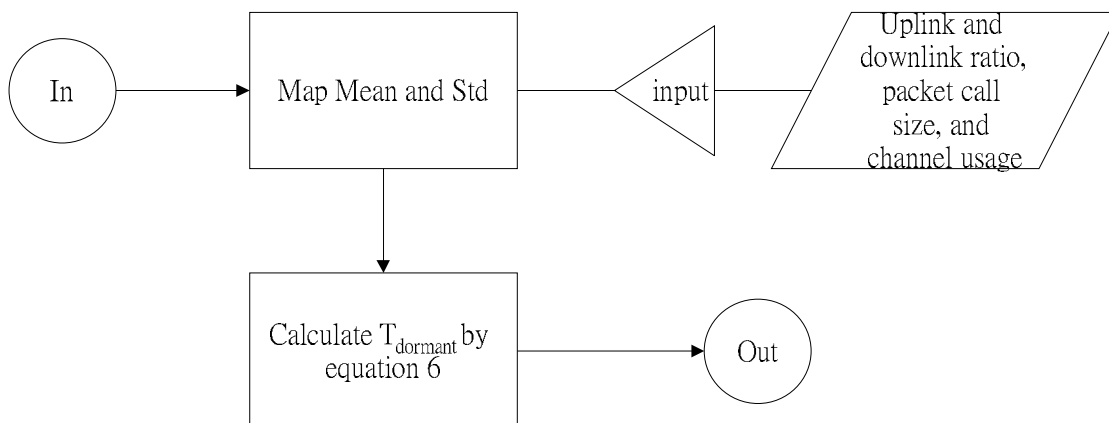 In
Map Mean and Std
input
Uplink and
downlink ratio,
packet call
size, and
channel usage
Calculate T_dormant by
equation 6
Out